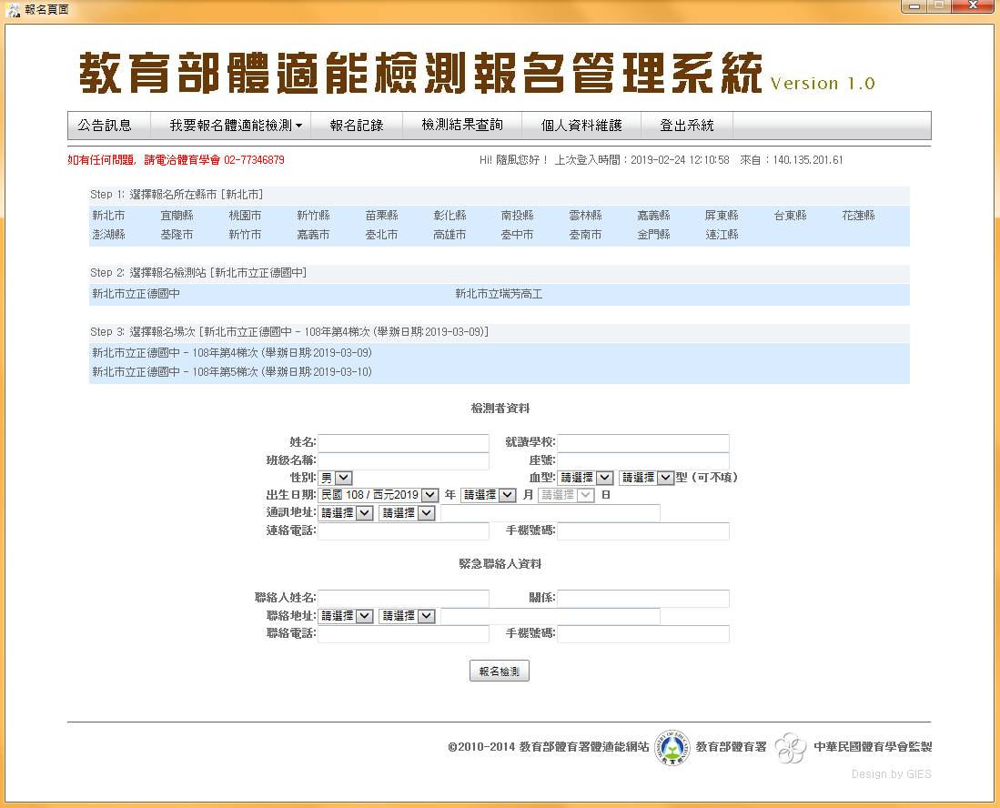 報名頁面
教育部體適能檢測報名管理系統 Version 1.0
公告訊息 我要報名體適能檢測 報名記錄 檢測結果查詢 個人資料維護 登出系統
如有任何問題，請電洽體育學會 02-77346879 Hi! 隨風您好！ 上次登入時間：2019-02-24 12:10:58 來自：140.135.201.61
Step 1: 選擇報名所在縣市 [新北市]
新北市 宜蘭縣 桃園市 新竹縣 苗栗縣 彰化縣 南投縣 雲林縣 嘉義縣 屏東縣 台東縣 花蓮縣
澎湖縣 基隆市 新竹市 嘉義市 臺北市 高雄市 臺中市 臺南市 金門縣 連江縣
Step 2: 選擇報名檢測站 [新北市立正德國中]
新北市立正德國中 新北市立瑞芳高工
Step 3: 選擇報名場次 [新北市立正德國中 - 108年第4梯次 (舉辦日期:2019-03-09)]
新北市立正德國中 - 108年第4梯次 (舉辦日期:2019-03-09)
新北市立正德國中 - 108年第5梯次 (舉辦日期:2019-03-10)
檢測者資料
姓名: 就讀學校:
班級名稱: 座號:
性別: 男 血型: 請選擇 請選擇 型 (可不填)
出生日期: 民國 108 / 西元2019 年 請選擇 月 請選擇 日
通訊地址: 請選擇 請選擇
連絡電話: 手機號碼:
緊急聯絡人資料
聯絡人姓名: 關係:
聯絡地址: 請選擇 請選擇
聯絡電話: 手機號碼:
報名檢測
©2010-2014 教育部體育署體適能網站 MINISTRY OF EDUCATION 教育部 教育部體育署 中華民國體育學會監製
Design by GIES